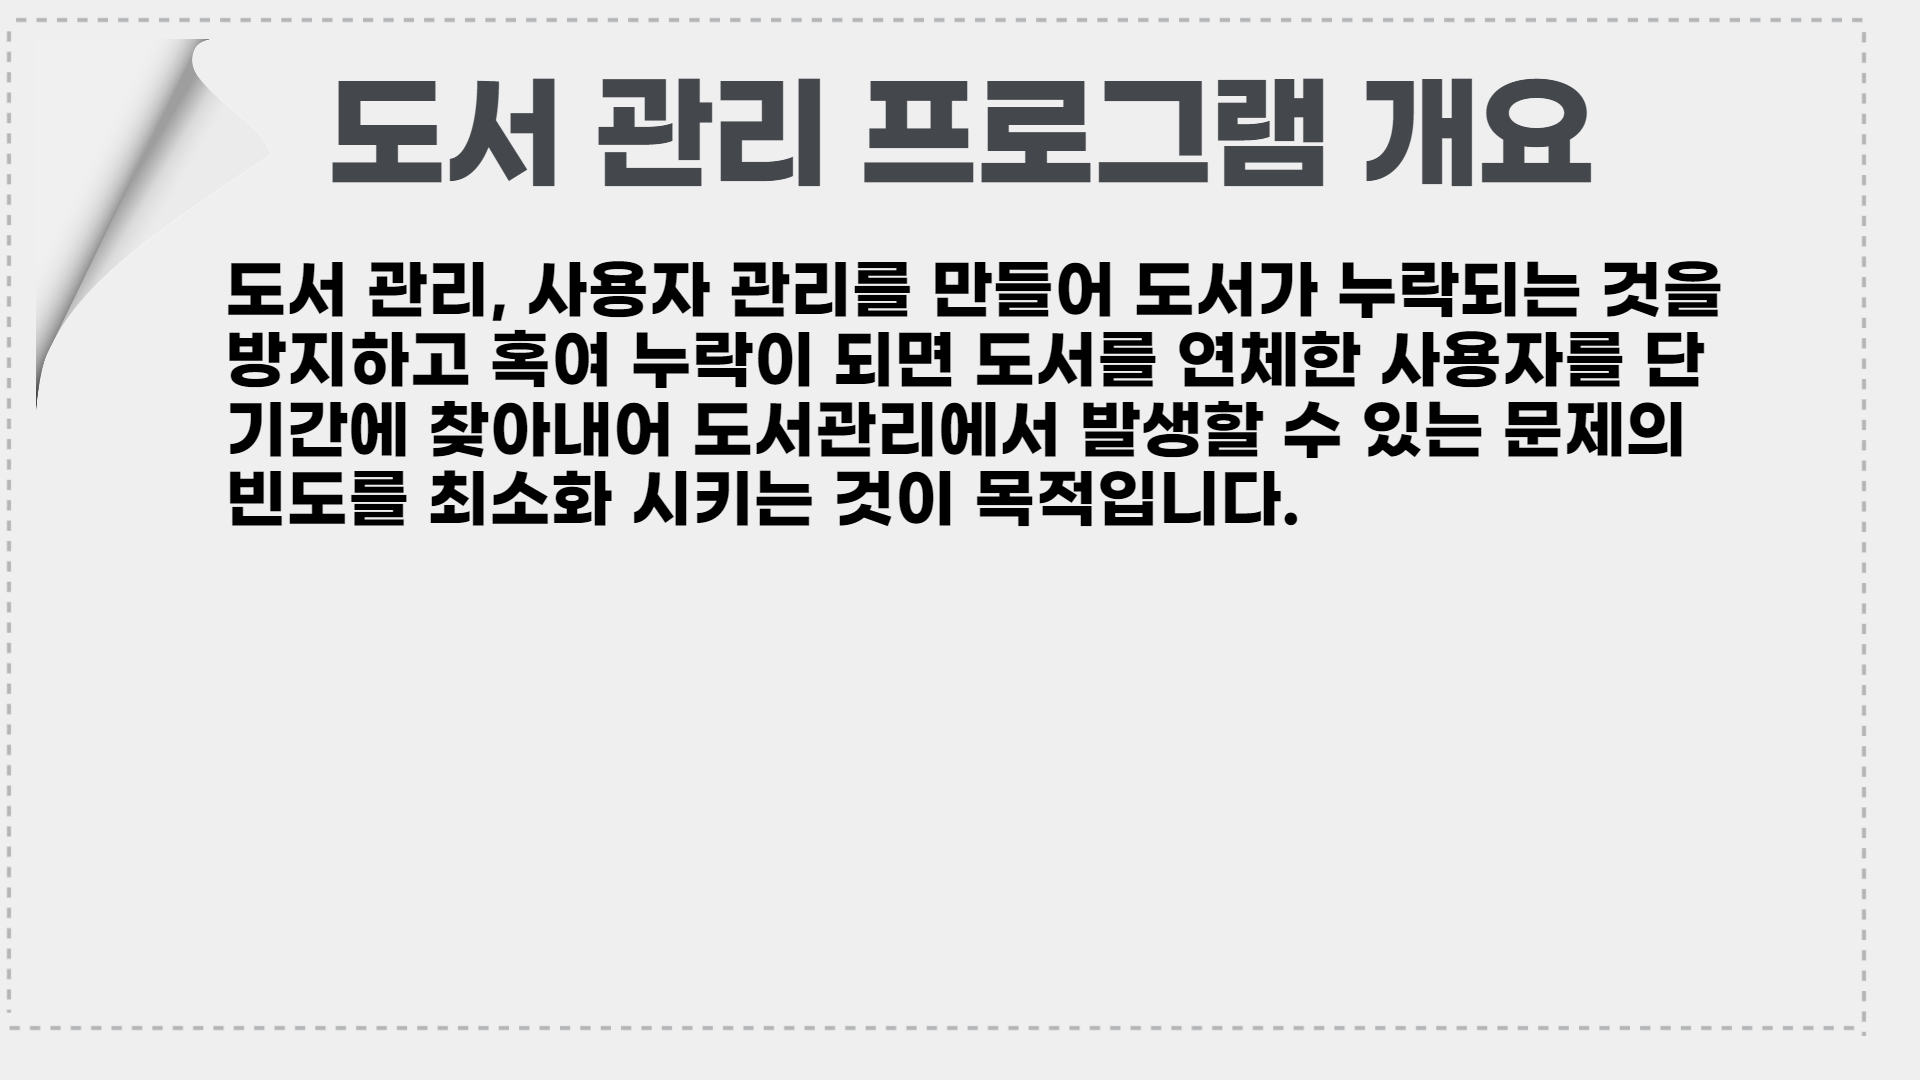 도서 관리 프로그램 개요
도서 관리, 사용자 관리를 만들어 도서가 누락되는 것을
방지하고 혹여 누락이 되면 도서를 연체한 사용자를 단
기간에 찾아내어 도서관리에서 발생할 수 있는 문제의
빈도를 최소화 시키는 것이 목적입니다.